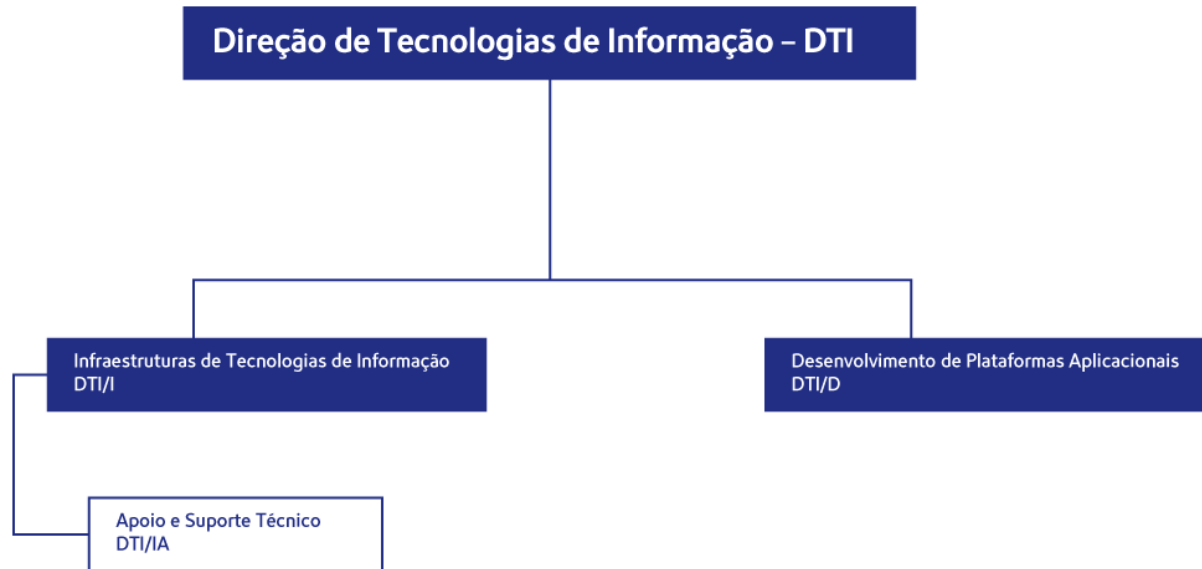 Direção de Tecnologias de Informação – DTI
Infraestruturas de Tecnologias de Informação
DTI/I
Desenvolvimento de Plataformas Aplicacionais
DTI/D
Apoio e Suporte Técnico
DTI/IA